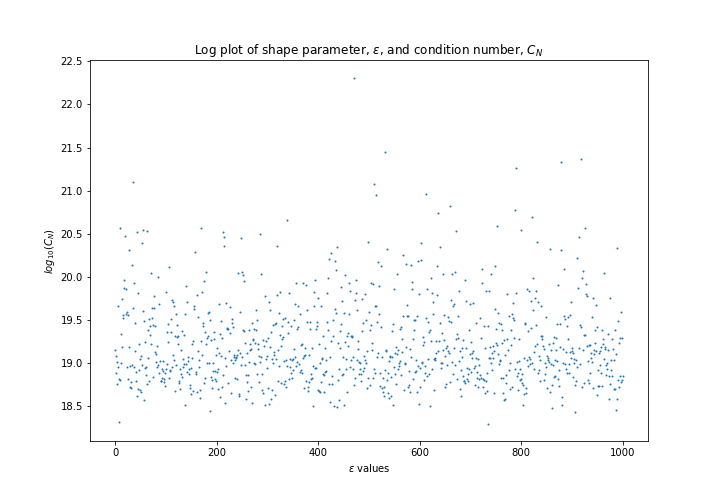 Log plot of shape parameter, ε, and condition number, C_N
22.5
22.0
21.5
21.0
20.5
20.0
19.5
19.0
18.5
log₁₀(C_N)
0 200 400 600 800 1000
ε values